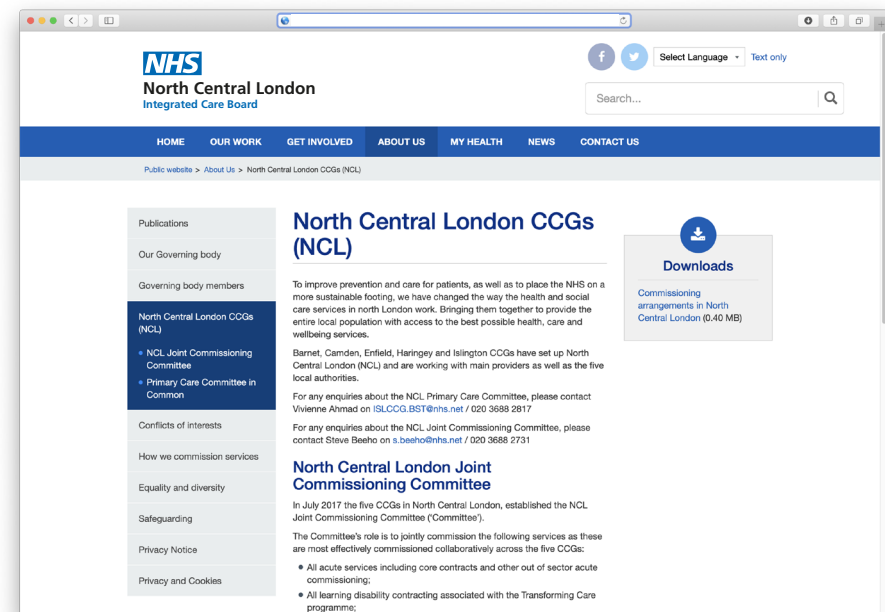 NHS
North Central London
Integrated Care Board
f
Select Language
Text only
Search...
HOME OUR WORK GET INVOLVED ABOUT US MY HEALTH NEWS CONTACT US
Public website > About Us > North Central London CCGs (NCL)
Publications
Our Governing body
Governing body members
North Central London CCGs
(NCL)
• NCL Joint Commissioning
Committee
• Primary Care Committee in
Common
Conflicts of interests
How we commission services
Equality and diversity
Safeguarding
Privacy Notice
Privacy and Cookies
North Central London CCGs
(NCL)
To improve prevention and care for patients, as well as to place the NHS on a
more sustainable footing, we have changed the way the health and social
care services in north London work. Bringing them together to provide the
entire local population with access to the best possible health, care and
wellbeing services.
Barnet, Camden, Enfield, Haringey and Islington CCGs have set up North
Central London (NCL) and are working with main providers as well as the five
local authorities.
For any enquiries about the NCL Primary Care Committee, please contact
Vivienne Ahmad on ISLCCG.BST@nhs.net / 020 3688 2817
For any enquiries about the NCL Joint Commissioning Committee, please
contact Steve Beeho on s.beeho@nhs.net / 020 3688 2731
North Central London Joint
Commissioning Committee
In July 2017 the five CCGs in North Central London, established the NCL
Joint Commissioning Committee ('Committee').
The Committee's role is to jointly commission the following services as these
are most effectively commissioned collaboratively across the five CCGs:
• All acute services including core contracts and other out of sector acute
commissioning;
• All learning disability contracting associated with the Transforming Care
programme;
Downloads
Commissioning
arrangements in North
Central London (0.40 MB)